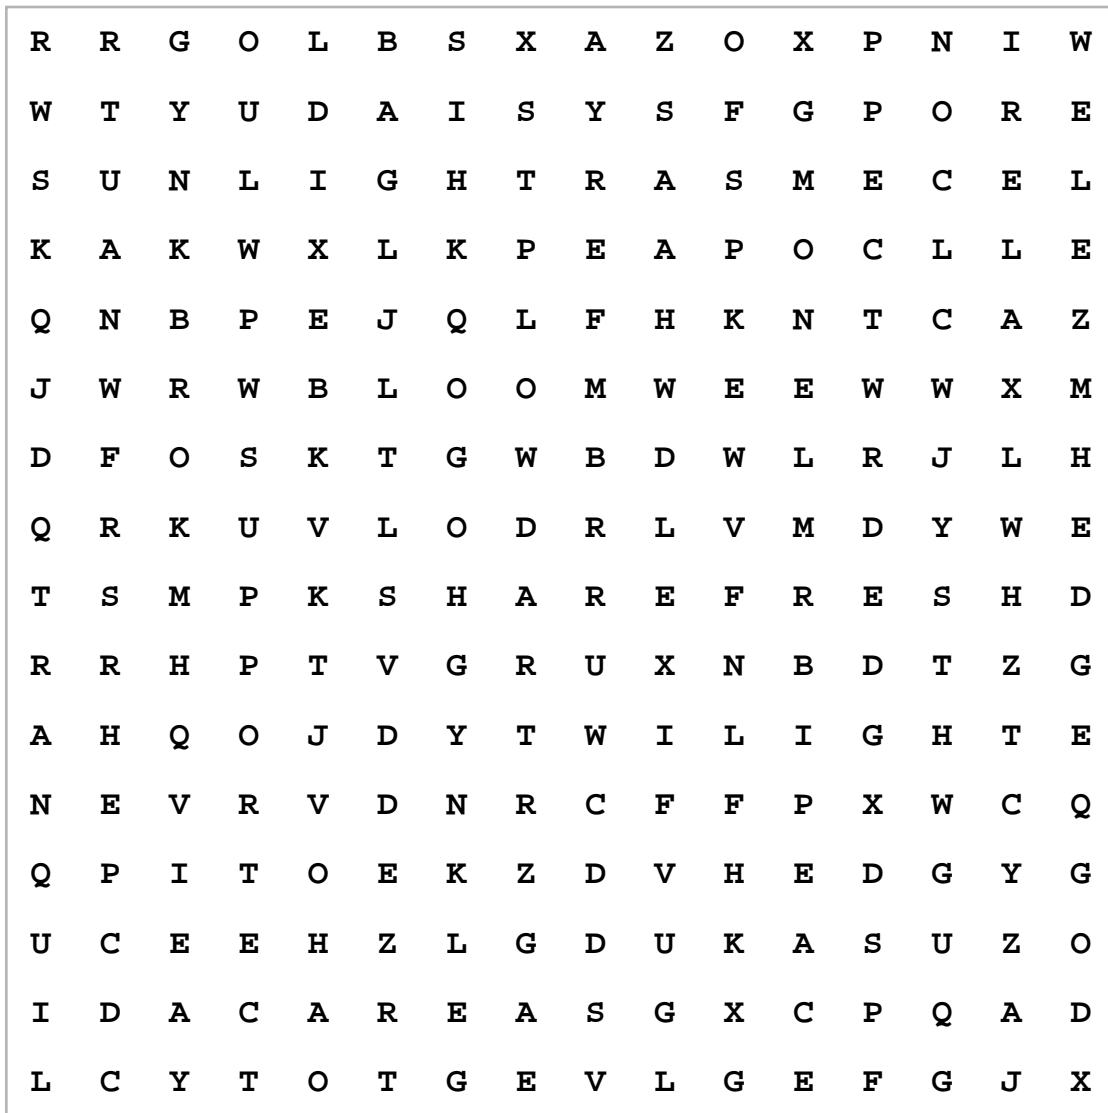 R R G O L B S X A Z O X P N I W
W T Y U D A I S Y S F G P O R E
S U N L I G H T R A S M E C E L
K A K W X L K P E A P O C L L E
Q N B P E J Q L F H K N T C A Z
J W R W B L O O M W E E W W X M
D F O S K T G W B D W L R J L H
Q R K U V L O D R L V M D Y W E
T S M P K S H A R E F R E S H D
R R H P T V G R U X N B D T Z G
A H Q O J D Y T W I L I G H T E
N E V R V D N R C F F P X W C Q
Q P I T O E K Z D V H E D G Y G
U C E E H Z L G D U K A S U Z O
I D A C A R E A S G X C P Q A D
L C Y T O T G E V L G E F G J X